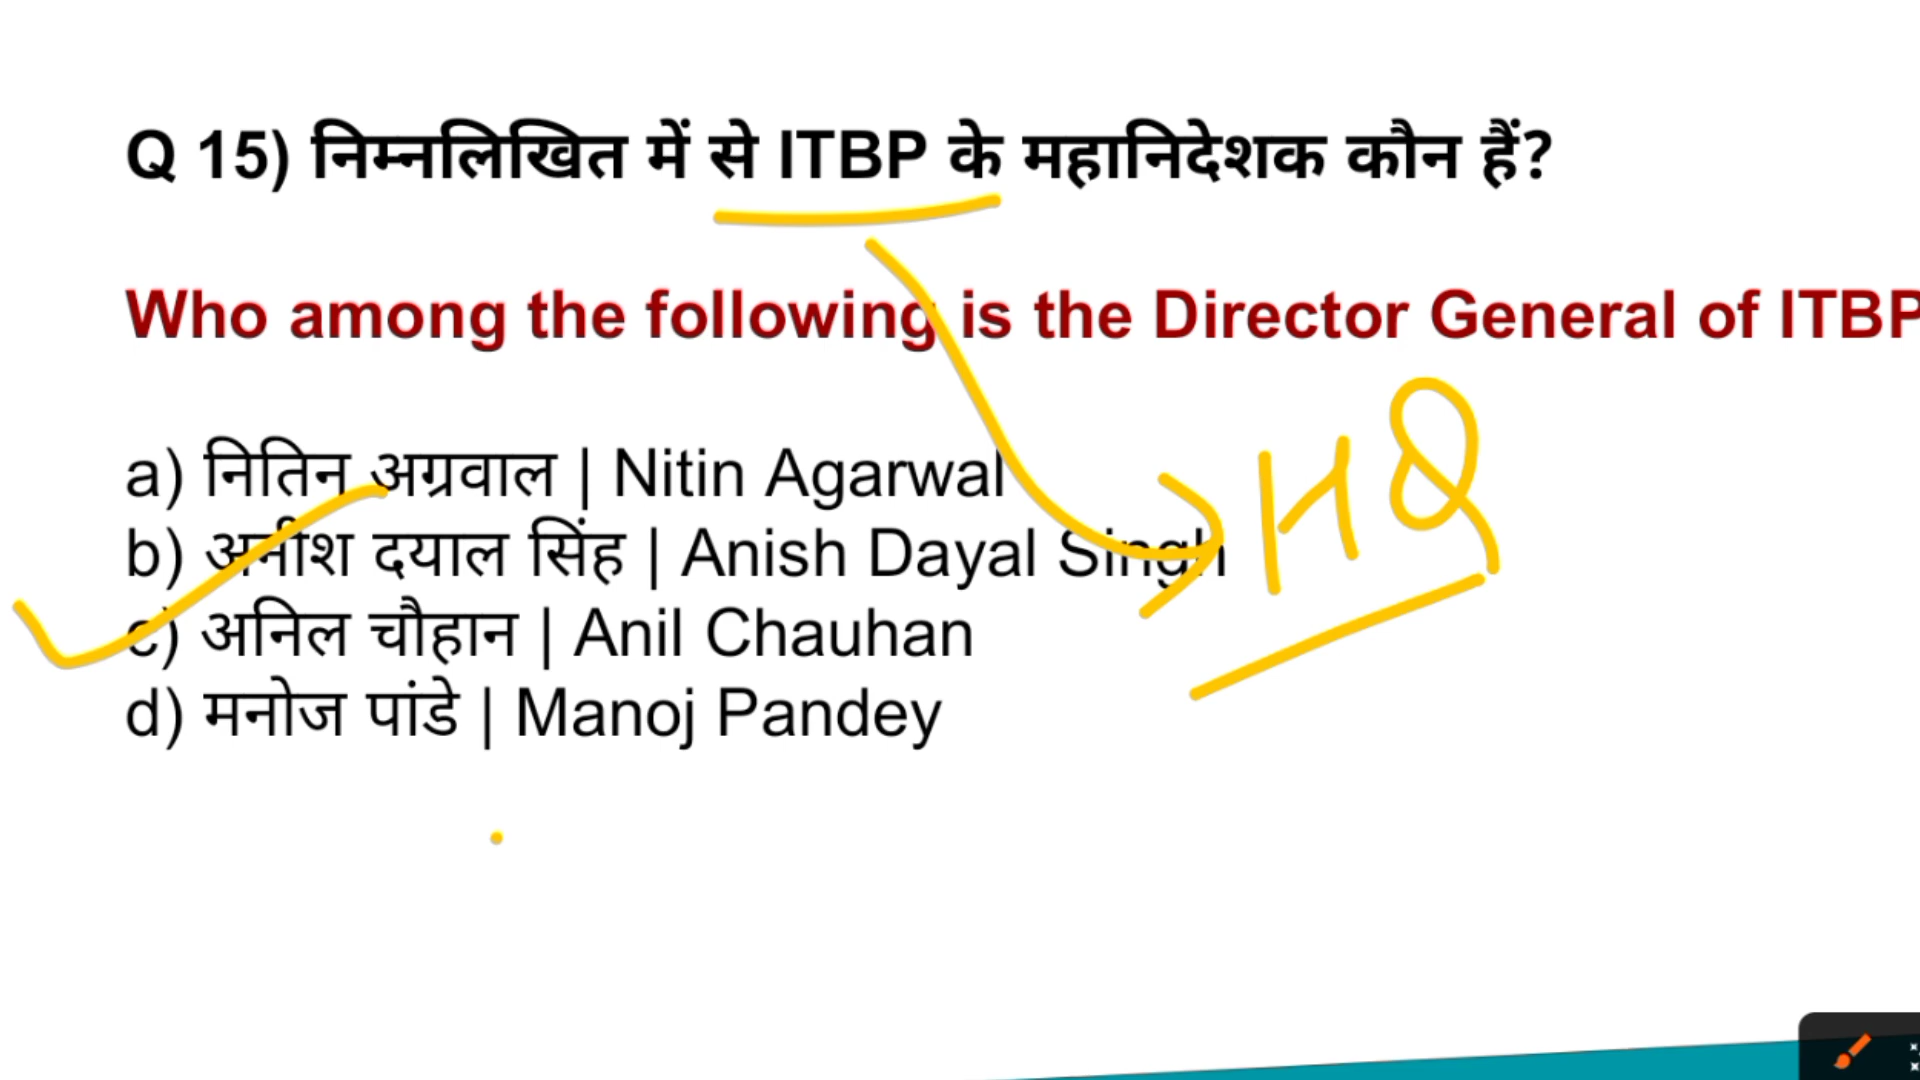 Q 15) निम्नलिखित में से ITBP के महानिदेशक कौन हैं?
Who among the following is the Director General of ITBP
a) नितिन अग्रवाल | Nitin Agarwal
b) अनीश दयाल सिंह | Anish Dayal Singh
HQ
c) अनिल चौहान | Anil Chauhan
d) मनोज पांडे | Manoj Pandey